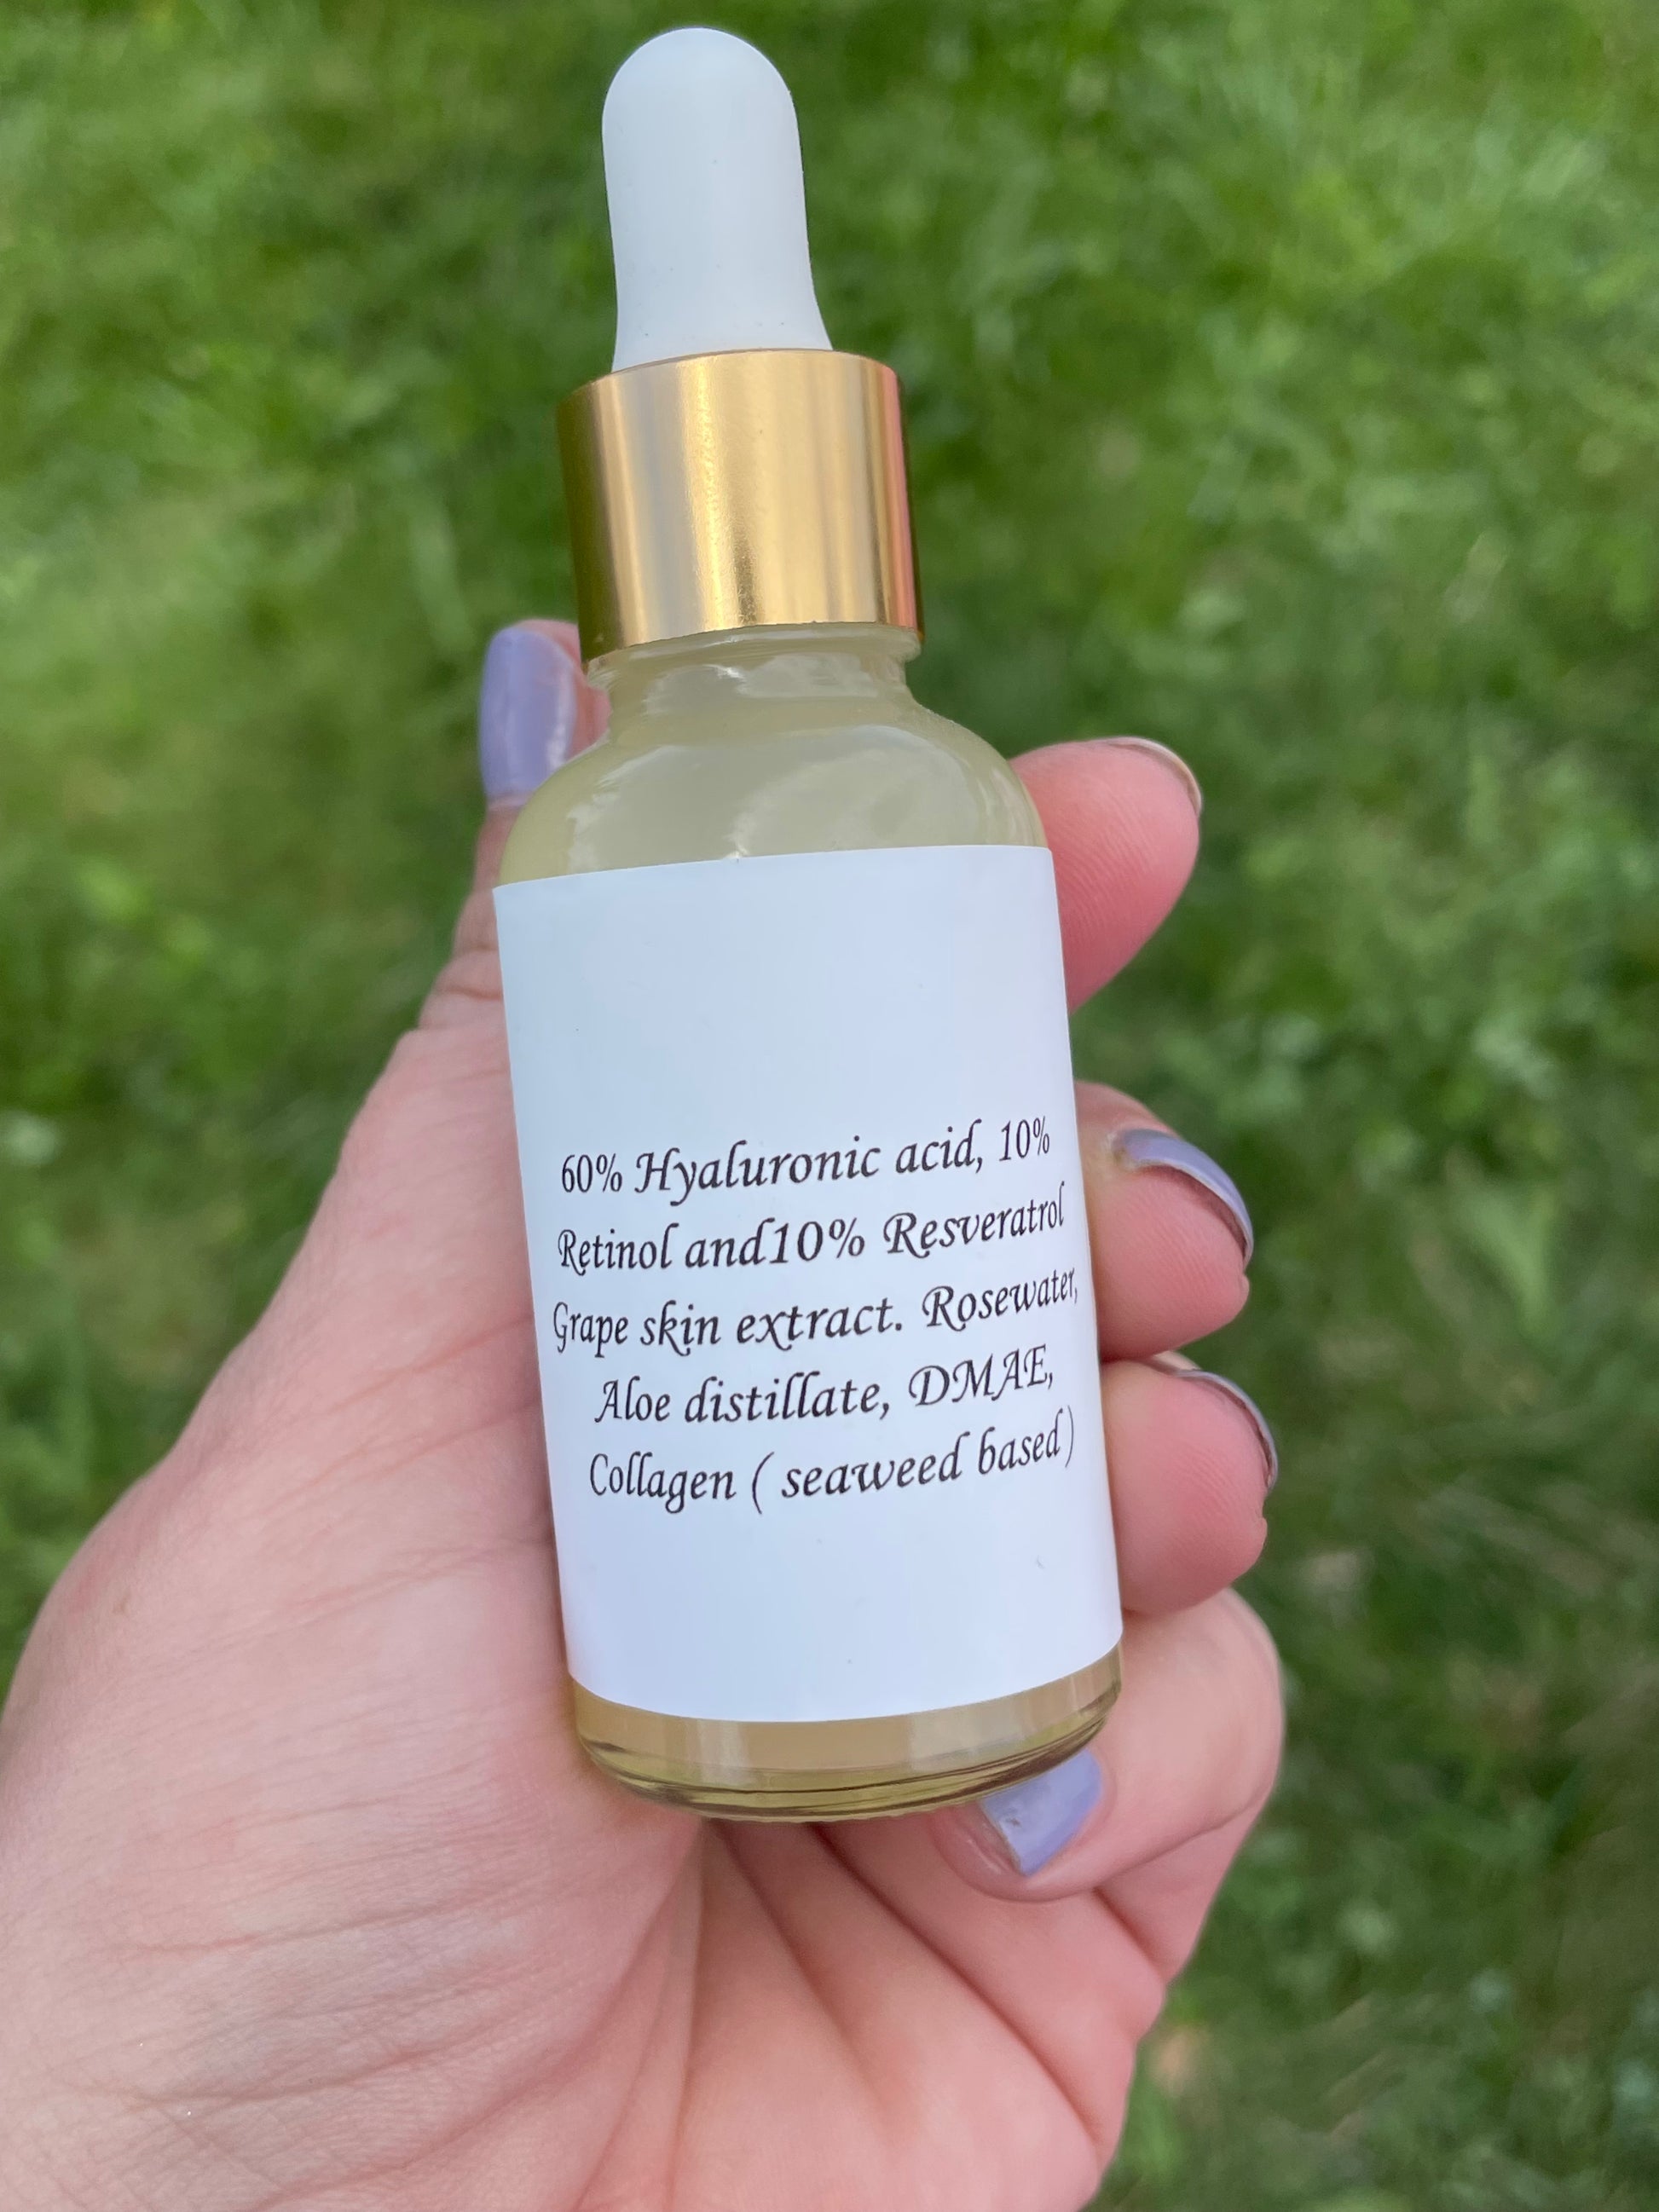 60% Hyaluronic acid, 10%
Retinol and10% Resveratrol
Grape skin extract. Rosewater,
Aloe distillate, DMAE,
Collagen ( seaweed based)